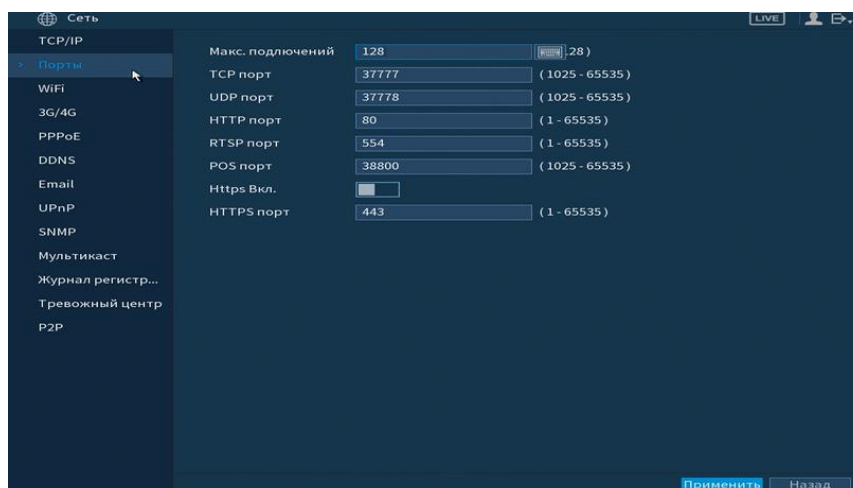 Сеть
LIVE
TCP/IP
Порты
WiFi
3G/4G
PPPoE
DDNS
Email
UPnP
SNMP
Мультикаст
Журнал регистр...
Тревожный центр
P2P
Макс. подлючений 128 .28)
TCP порт 37777 (1025 - 65535)
UDP порт 37778 (1025 - 65535)
HTTP порт 80 (1 - 65535)
RTSP порт 554 (1 - 65535)
POS порт 38800 (1025 - 65535)
Https Вкл.
HTTPS порт 443 (1 - 65535)
Применить Назад